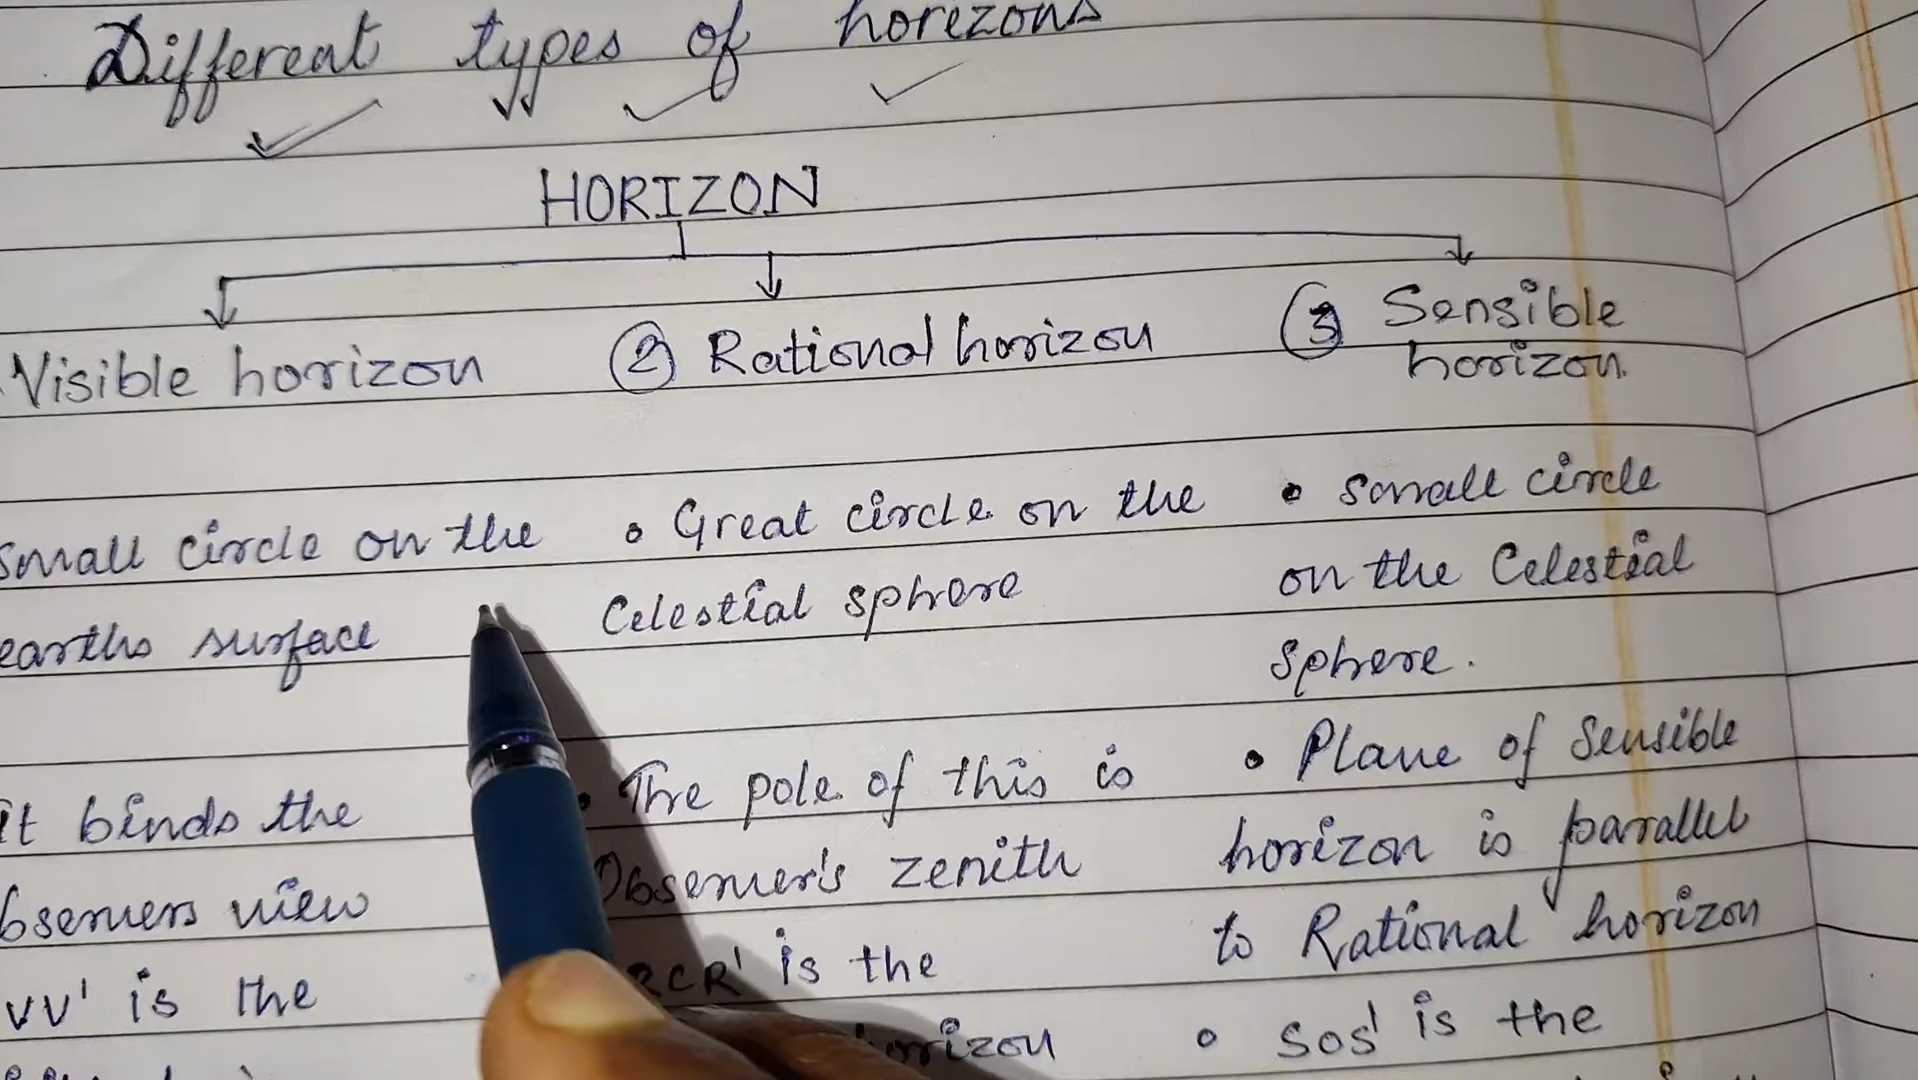 Different types of horezons
HORIZON
Visible horizon
② Rational horizon
③ Sensible
horizon.
small circle on the
earths surface
it binds the
observers view
VV' is the
• Great circle on the
Celestial sphere
• The pole of this is
Observer's zenith
RCR' is the
horizon
• small circle
on the Celestial
sphere.
• Plane of Sensible
horizon is parallel
to Rational horizon
• SOS' is the